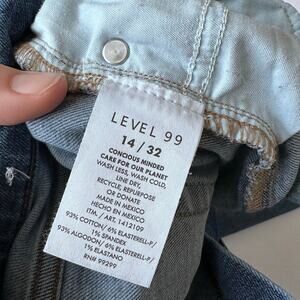 LEVEL 99
14 / 32
CONCIOUS MINDED
CARE FOR OUR PLANET
WASH LESS, WASH COLD,
LINE DRY,
RECYCLE, REPURPOSE
OR DONATE
MADE IN MEXICO
HECHO EN MEXICO
ITM./ ART. 1412109
93% COTTON/ 6% ELASTERELL-P/
1% SPANDEX
93% ALGODON/ 6% ELASTERELL-P/
1% ELASTANO
RN# 99299